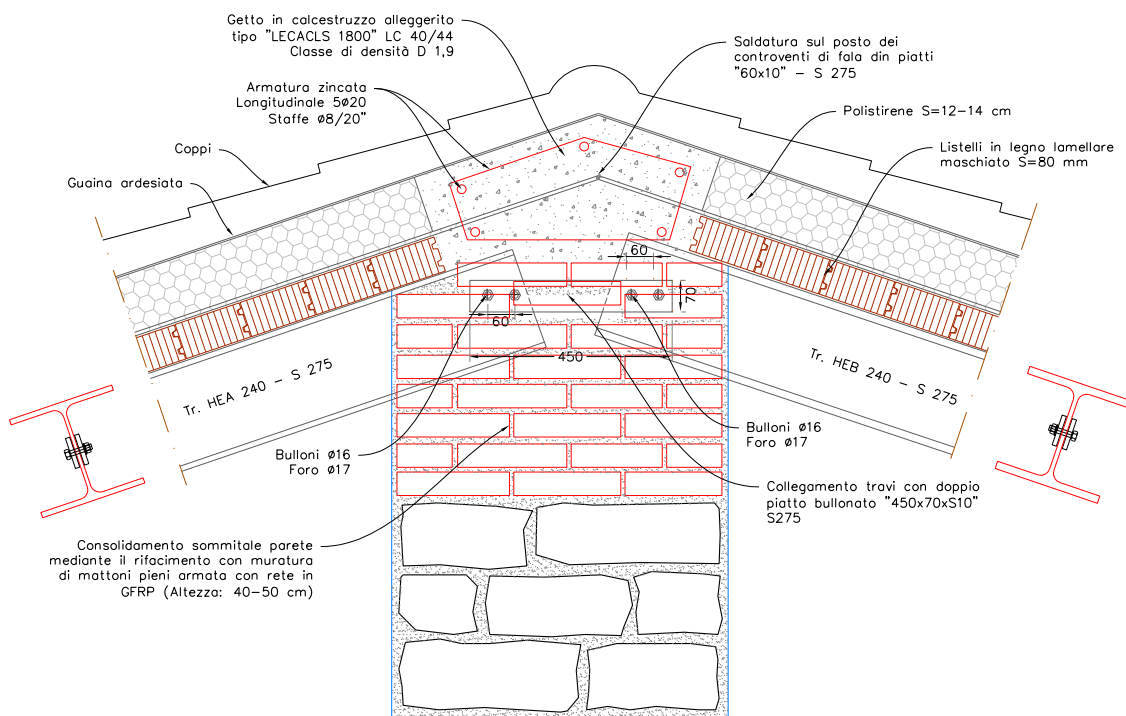 Getto in calcestruzzo alleggerito
tipo "LECACLS 1800" LC 40/44
Classe di densità D 1,9
Saldatura sul posto dei
controventi di fala din piatti
"60x10" - S 275
Armatura zincata
Longitudinale 5ø20
Staffe ø8/20"
Polistirene S=12-14 cm
Coppi
Listelli in legno lamellare
maschiato S=80 mm
Guaina ardesiata
60
70
60
450
Tr. HEA 240 - S 275
Tr. HEB 240 - S 275
Bulloni ø16
Foro ø17
Bulloni ø16
Foro ø17
Collegamento travi con doppio
piatto bullonato "450x70xS10"
S275
Consolidamento sommitale parete
mediante il rifacimento con muratura
di mattoni pieni armata con rete in
GFRP (Altezza: 40-50 cm)